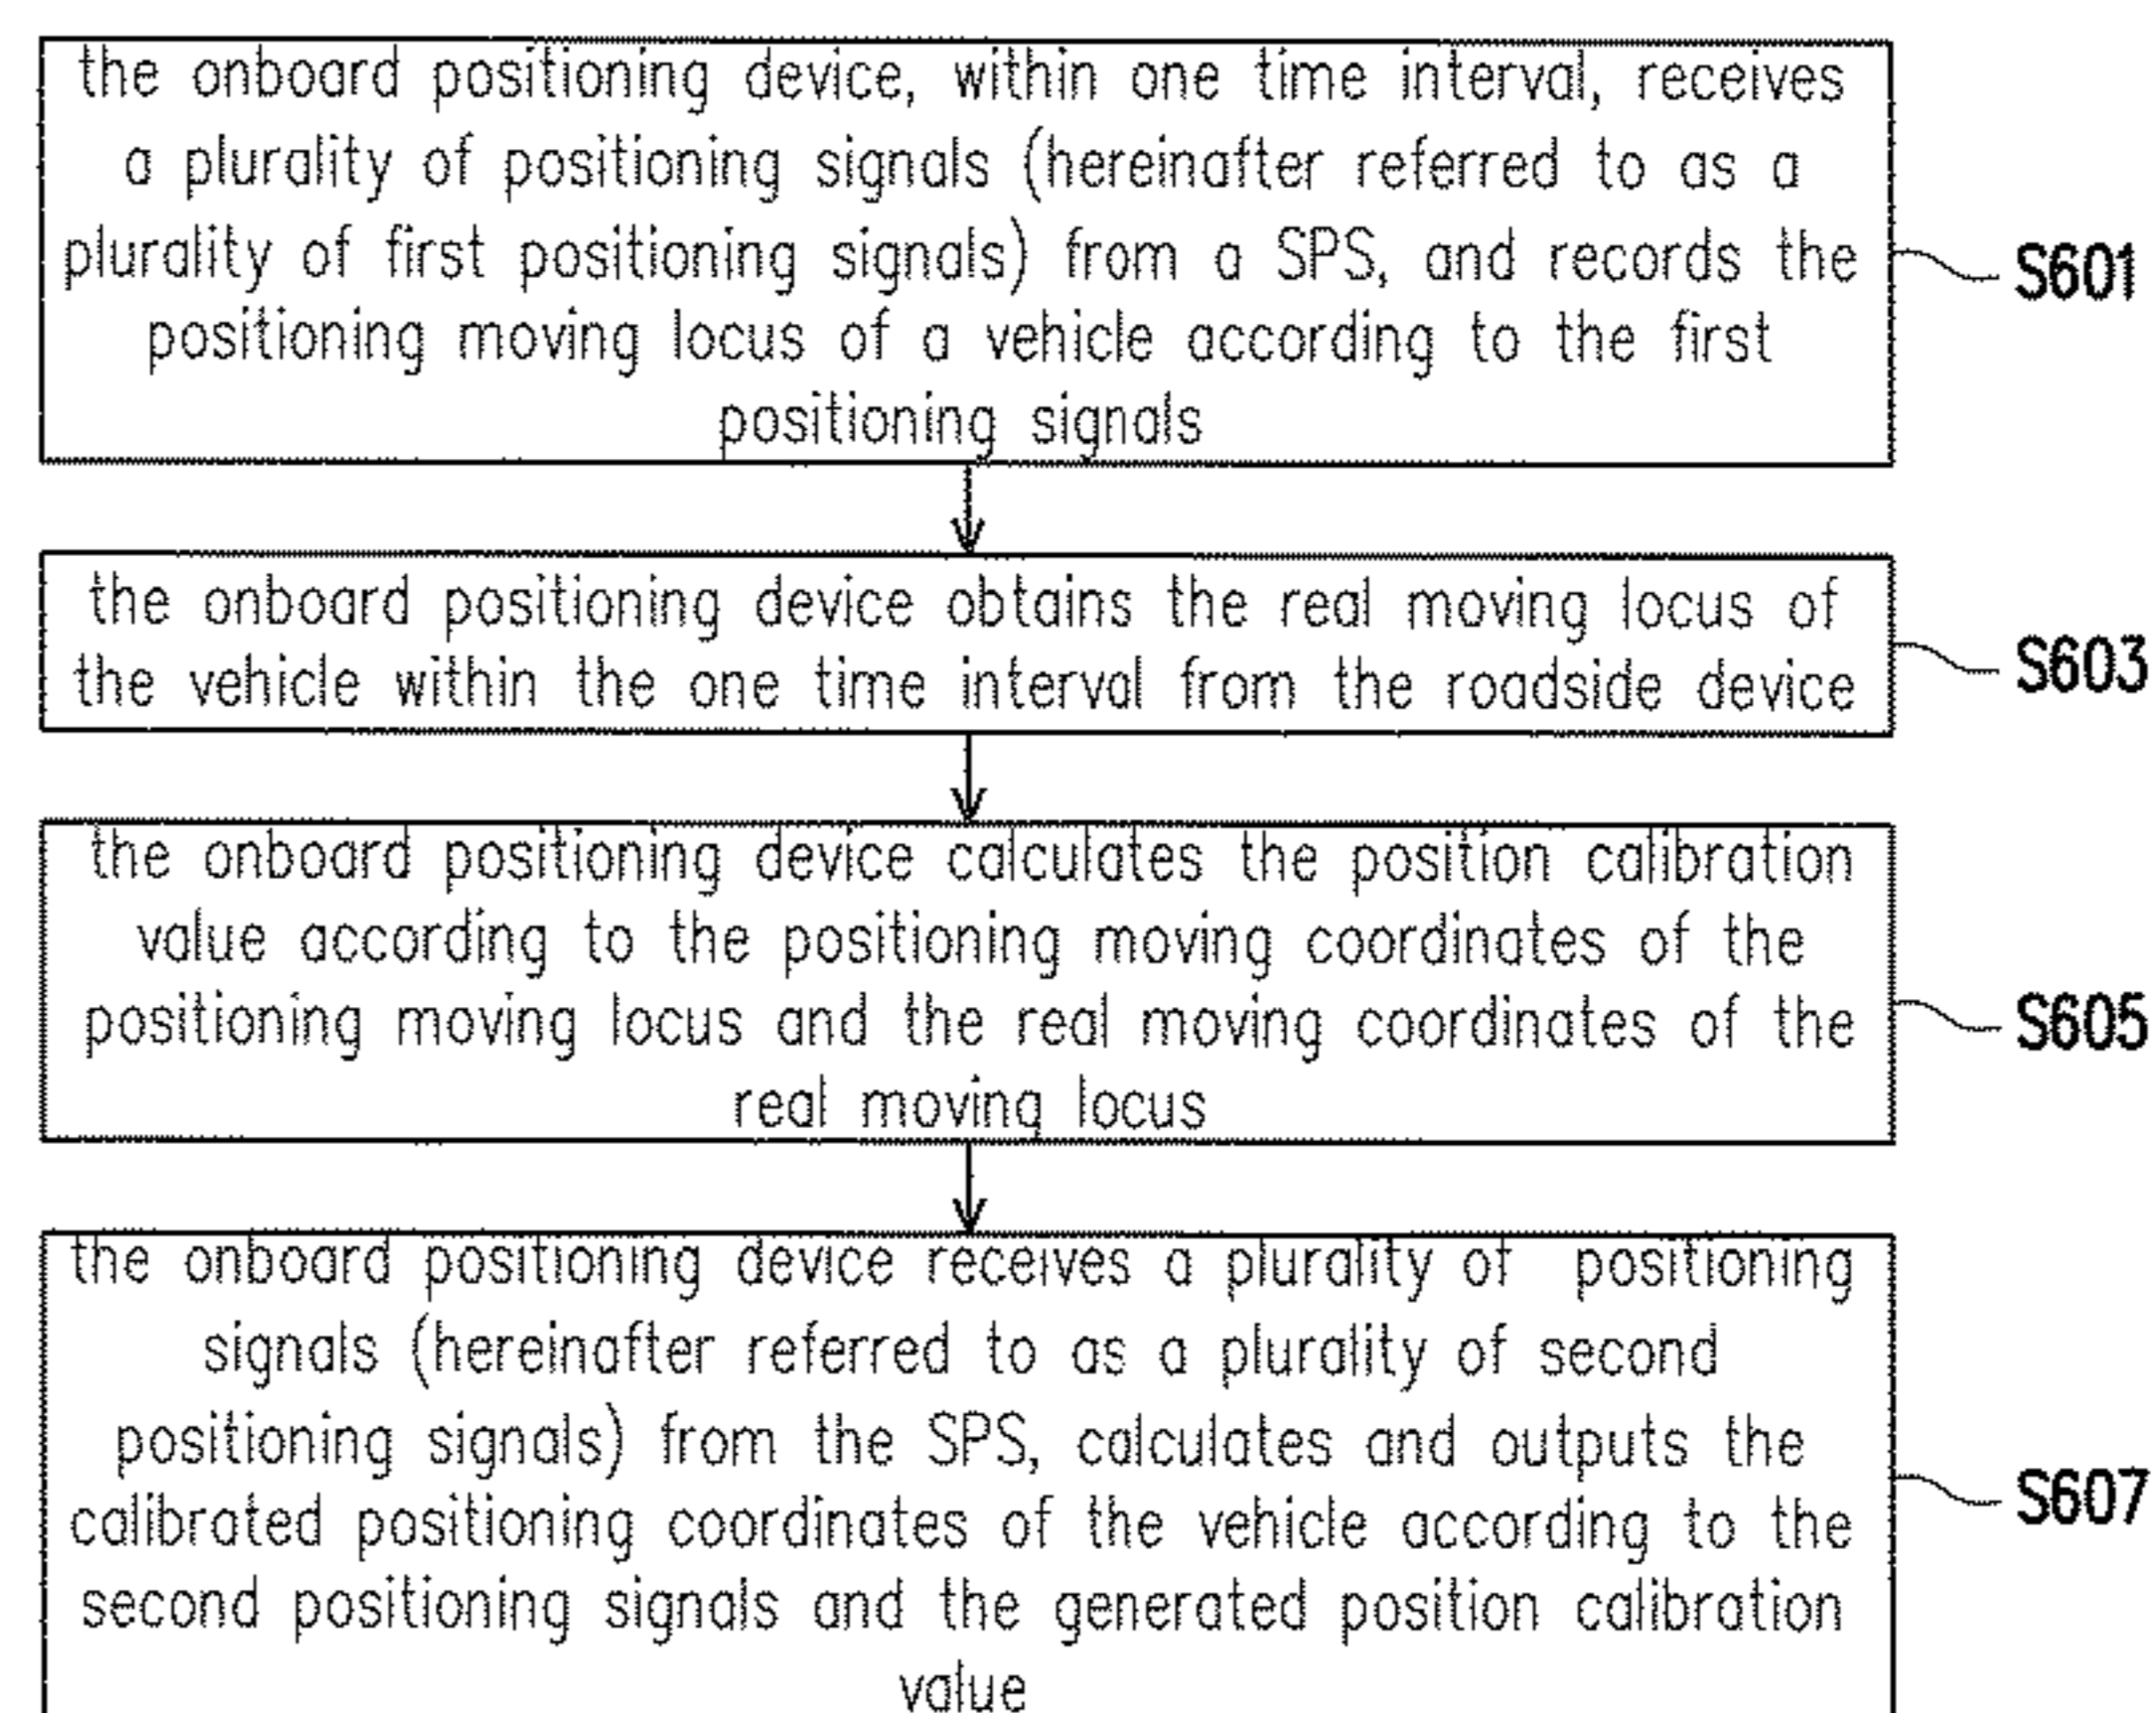 the onboard positioning device, within one time interval, receives
a plurality of positioning signals (hereinafter referred to as a
plurality of first positioning signals) from a SPS, and records the
positioning moving locus of a vehicle according to the first
positioning signals
S601
the onboard positioning device obtains the real moving locus of
the vehicle within the one time interval from the roadside device
S603
the onboard positioning device calculates the position calibration
value according to the positioning moving coordinates of the
positioning moving locus and the real moving coordinates of the
real moving locus
S605
the onboard positioning device receives a plurality of positioning
signals (hereinafter referred to as a plurality of second
positioning signals) from the SPS, calculates and outputs the
calibrated positioning coordinates of the vehicle according to the
second positioning signals and the generated position calibration
value
S607